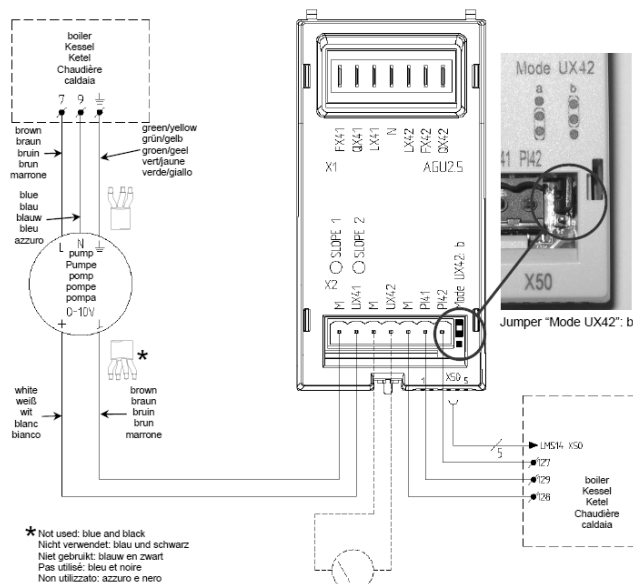 boiler
Kessel
Ketel
Chaudière
caldaia
7 9
brown
braun
bruin
brun
marrone
green/yellow
grün/gelb
groen/geel
vert/jaune
verde/giallo
blue
blau
blauw
bleu
azzuro
L N
pump
Pumpe
pomp
pompe
pompa
0-10V
+ -
*
white
weiß
wit
blanc
bianco
brown
braun
bruin
brun
marrone
* Not used: blue and black
Nicht verwendet: blau und schwarz
Niet gebruikt: blauw en zwart
Pas utilisé: bleu et noire
Non utilizzato: azzuro e nero
FX41
QX41
LX41
N
LX42
FX42
QX42
X1
AGU2.5
SLOPE 1
SLOPE 2
X2
M
UX41
M
UX42
M
PI41
PI42
Mode UX42: b
1 X50 5
Mode UX42
a b
41 PI42
X50
Jumper "Mode UX42": b
5
LMS14 X50
127
129
128
boiler
Kessel
Ketel
Chaudière
caldaia